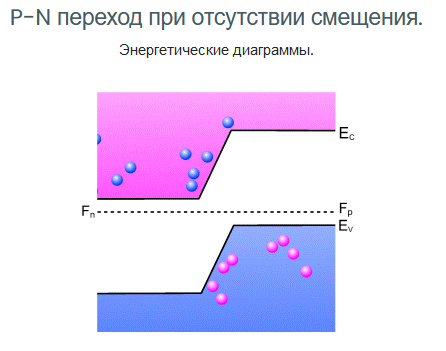 P-N переход при отсутствии смещения.
Энергетические диаграммы.
Ec
Fn
Fp
Ev